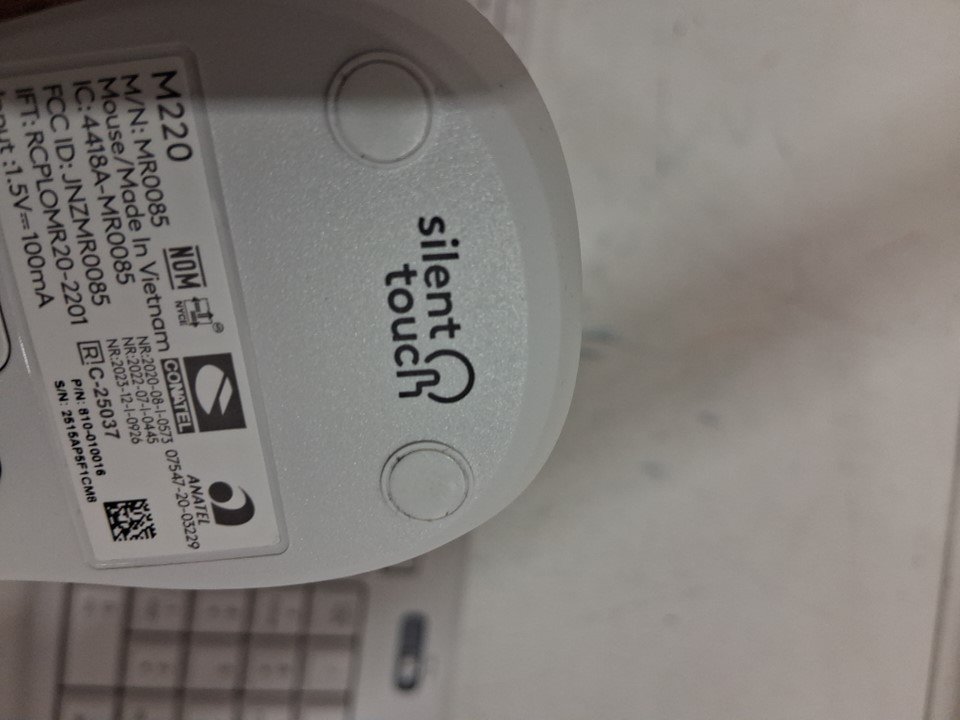 silent
touch
M220
M/N: MR0085
Mouse/Made In Vietnam
IC: 4418A-MR0085
FCC ID: JNZMR0085
IFT: RCPLOMR20-2201
Input :1.5V⎓100mA
NOM
NYCE
CONATEL
NR:2020-08-I-0573
NR:2022-07-I-0445
NR:2023-12-I-0926
R!C-25037
P/N: 810-010016
S/N: 2515AP5F1CM8
ANATEL
07547-20-03229